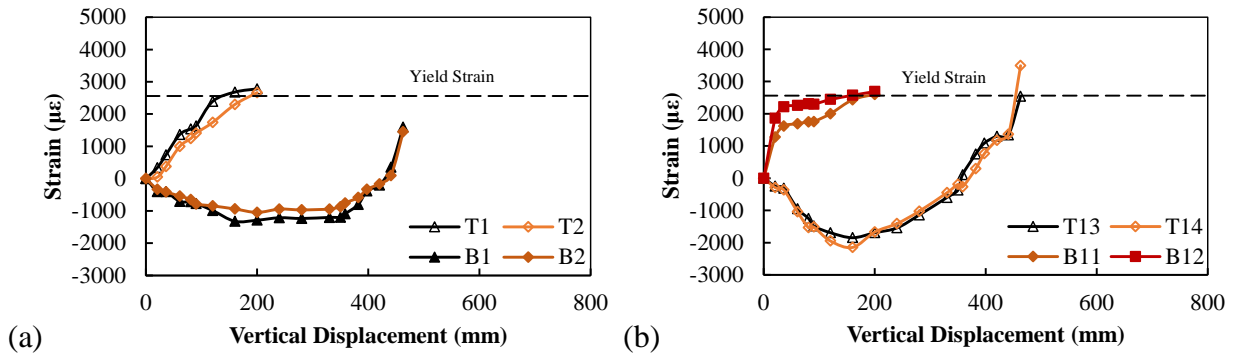 5000
4000
3000
2000
1000
0
-1000
-2000
-3000
Strain (με)
Yield Strain
T1 T2
B1 B2
0 200 400 600 800
Vertical Displacement (mm)
(a)
5000
4000
3000
2000
1000
0
-1000
-2000
-3000
Strain (με)
Yield Strain
T13 T14
B11 B12
0 200 400 600 800
Vertical Displacement (mm)
(b)